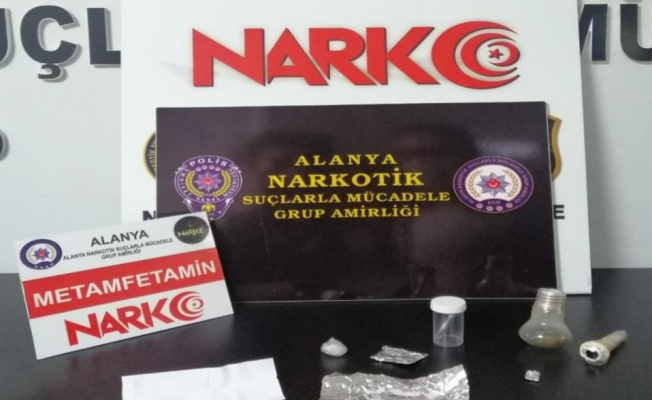 UÇL
MÜ
NARKO
ALANYA
NARKOTİK
SUÇLARLA MÜCADELE
GRUP AMİRLİĞİ
POLİS
ALANYA
ALANYA NARKOTİK SUÇLARLA MÜCADELE
GRUP AMİRLİĞİ
METAMFETAMİN
NARKO